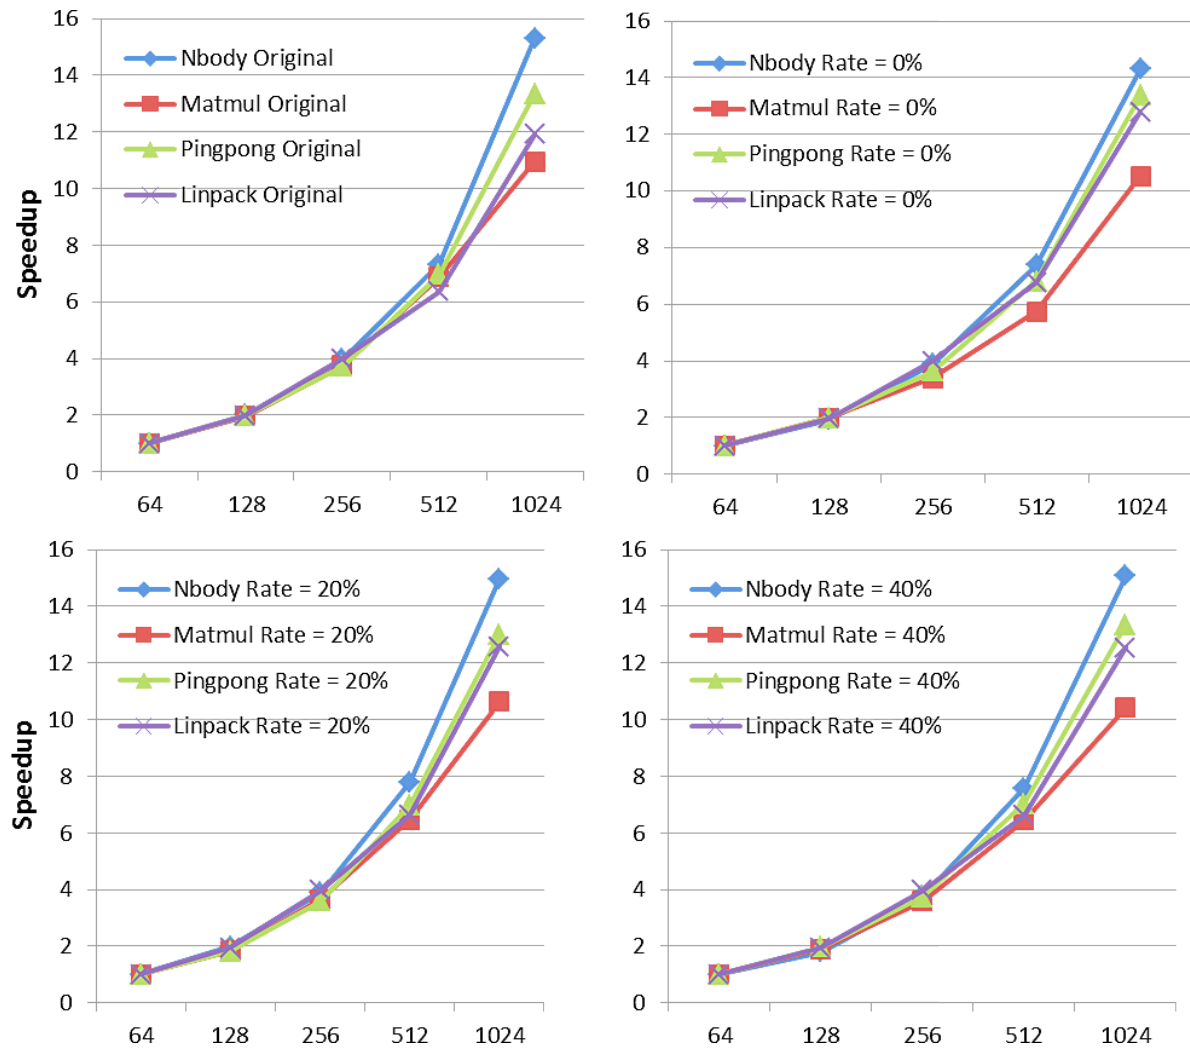 16
14
12
10
8
6
4
2
0
Speedup
Nbody Original
Matmul Original
Pingpong Original
Linpack Original
64 128 256 512 1024
16
14
12
10
8
6
4
2
0
Nbody Rate = 0%
Matmul Rate = 0%
Pingpong Rate = 0%
Linpack Rate = 0%
64 128 256 512 1024
16
14
12
10
8
6
4
2
0
Speedup
Nbody Rate = 20%
Matmul Rate = 20%
Pingpong Rate = 20%
Linpack Rate = 20%
64 128 256 512 1024
16
14
12
10
8
6
4
2
0
Nbody Rate = 40%
Matmul Rate = 40%
Pingpong Rate = 40%
Linpack Rate = 40%
64 128 256 512 1024